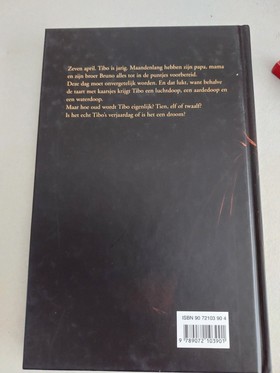 Zeven april. Tibo is jarig. Maandenlang hebben zijn papa, mama
en zijn broer Bruno alles tot in de puntjes voorbereid.
Deze dag moet onvergetelijk worden. En dat lukt, want behalve
de taart met kaarsjes krijgt Tibo een luchtdoop, een aardedoop en
een waterdoop.
Maar hoe oud wordt Tibo eigenlijk? Tien, elf of twaalf?
Is het echt Tibo's verjaardag of is het een droom?
ISBN 90 72103 90 4
9 789072 103901